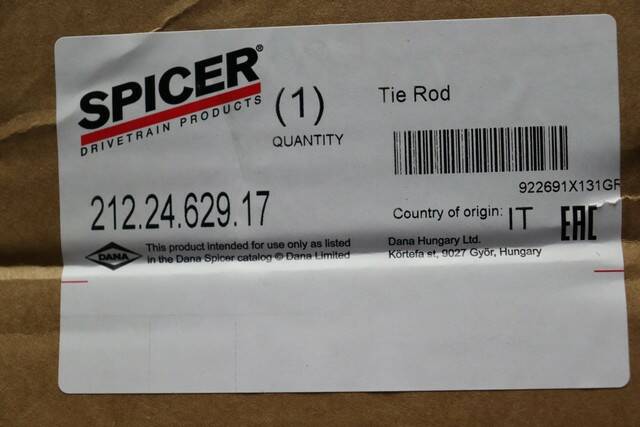 SPICER®
DRIVETRAIN PRODUCTS
(1)
QUANTITY
Tie Rod
922691X131GF
212.24.629.17
Country of origin: IT
EAC
DANA
This product intended for use only as listed
in the Dana Spicer catalog © Dana Limited
Dana Hungary Ltd.
Körtefa st, 9027 Győr, Hungary